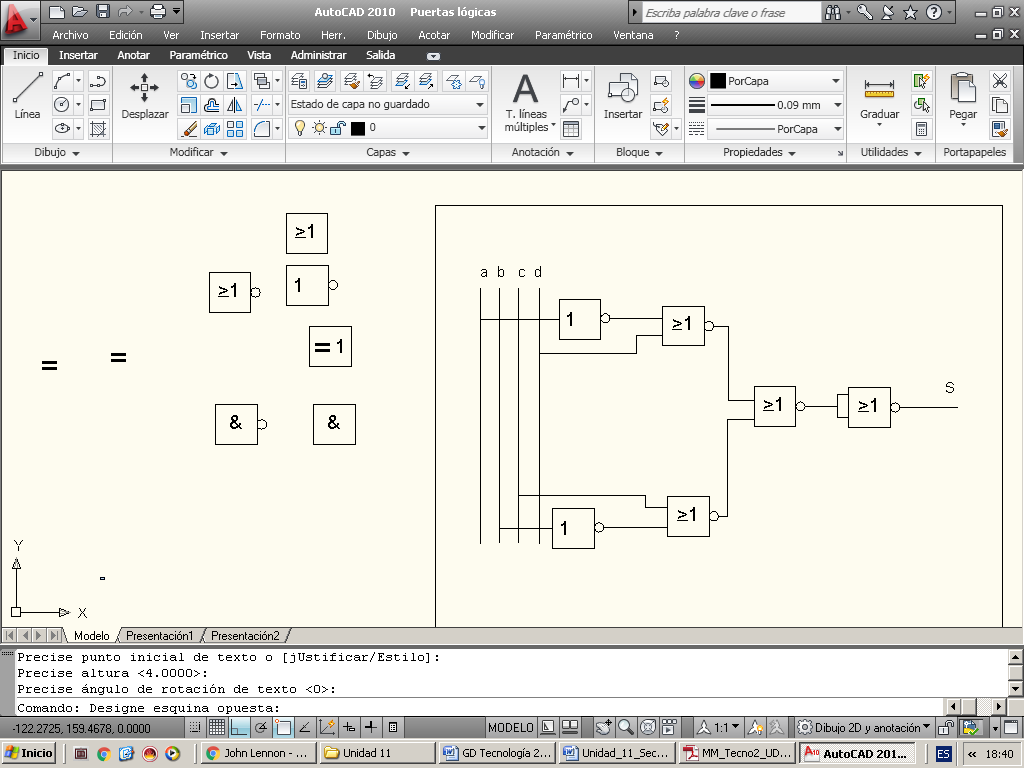 AutoCAD 2010 Puertas lógicas
Escriba palabra clave o frase
Archivo Edición Ver Insertar Formato Herr. Dibujo Acotar Modificar Paramétrico Ventana ?
Inicio Insertar Anotar Paramétrico Vista Administrar Salida
Línea
Desplazar
Estado de capa no guardado
0
A
T. líneas
múltiples
Insertar
PorCapa
0.09 mm
PorCapa
Graduar
Pegar
Dibujo Modificar Capas Anotación Bloque Propiedades Utilidades Portapapeles
≥1
≥1
1
= 1
= =
& &
a b c d
1
≥1
≥1
≥1
S
≥1
1
Y
X
Modelo Presentación1 Presentación2
Precise punto inicial de texto o [jUstificar/Estilo]:
Precise altura <4.0000>:
Precise ángulo de rotación de texto <0>:
Comando: Designe esquina opuesta:
-122.2725, 159.4678, 0.0000 MODELO 1:1 Dibujo 2D y anotación
Inicio John Lennon - ... Unidad 11 GD Tecnología 2... Unidad_11_Sec... MM_Tecno2_UD... AutoCAD 201... ES « 18:40